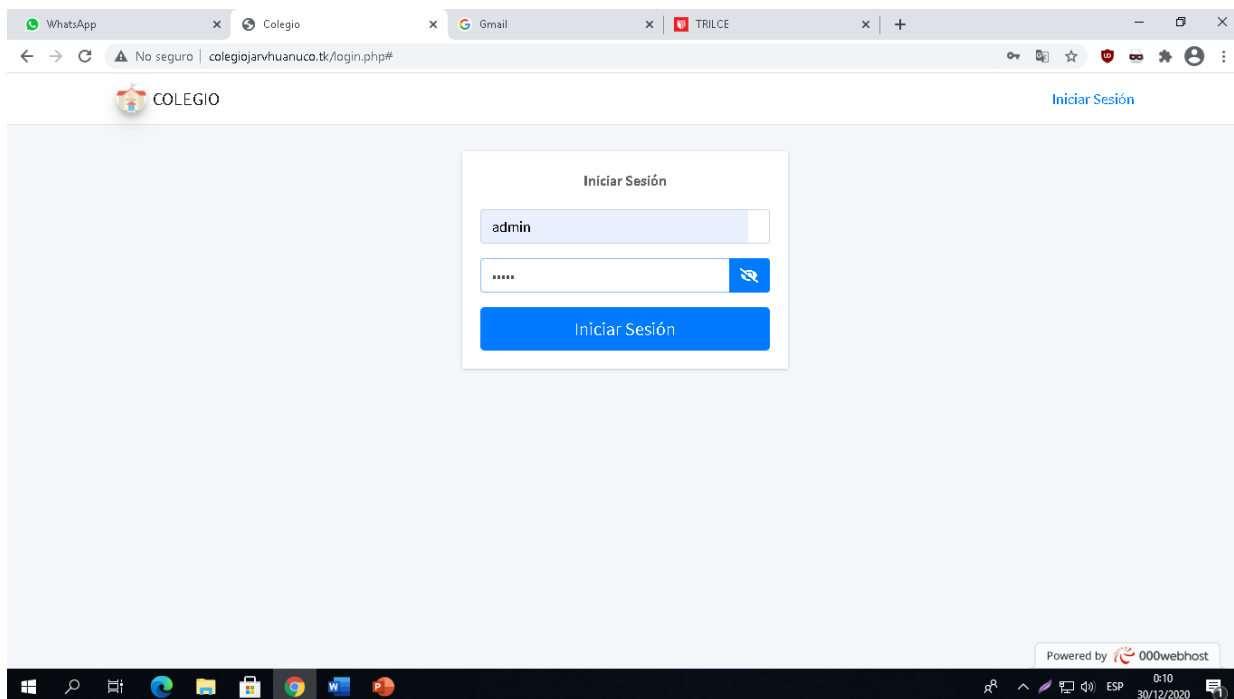 WhatsApp
Colegio
Gmail
TRILCE
No seguro | colegiojarvhuanuco.tk/login.php#
COLEGIO
Iniciar Sesión
Iniciar Sesión
admin
•••••
Iniciar Sesión
Powered by 000webhost
ESP
0:10
30/12/2020